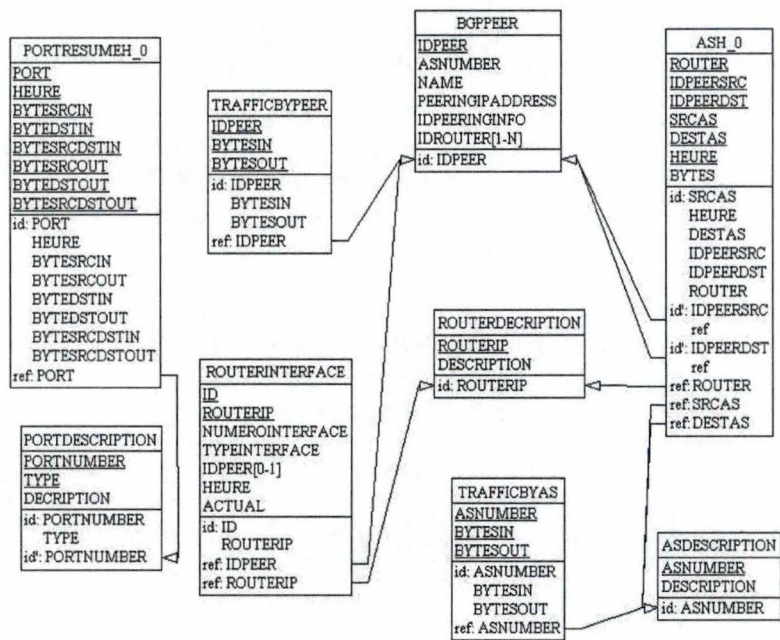 PORTRESUMEH_0
PORT
HEURE
BYTESRCIN
BYTEDSTIN
BYTESRCDSTIN
BYTESRCOUT
BYTEDSTOUT
BYTESRCDSTOUT
id: PORT
HEURE
BYTESRCIN
BYTESRCOUT
BYTEDSTIN
BYTEDSTOUT
BYTESRCDSTIN
BYTESRCDSTOUT
ref: PORT
TRAFFICBYPEER
IDPEER
BYTESIN
BYTESOUT
id: IDPEER
BYTESIN
BYTESOUT
ref: IDPEER
BGPPEER
IDPEER
ASNUMBER
NAME
PEERINGIPADDRESS
IDPEERINGINFO
IDROUTER[1-N]
id: IDPEER
ASH_0
ROUTER
IDPEERSRC
IDPEERDST
SRCAS
DESTAS
HEURE
BYTES
id: SRCAS
HEURE
DESTAS
IDPEERSRC
IDPEERDST
ROUTER
id': IDPEERSRC
ref
id': IDPEERDST
ref
ref: ROUTER
ref: SRCAS
ref: DESTAS
ROUTERDECRIPTION
ROUTERIP
DESCRIPTION
id: ROUTERIP
ROUTERINTERFACE
ID
ROUTERIP
NUMEROINTERFACE
TYPEINTERFACE
IDPEER[0-1]
HEURE
ACTUAL
id: ID
ROUTERIP
ref: IDPEER
ref: ROUTERIP
PORTDESCRIPTION
PORTNUMBER
TYPE
DECRIPTION
id: PORTNUMBER
TYPE
id': PORTNUMBER
TRAFFICBYAS
ASNUMBER
BYTESIN
BYTESOUT
id: ASNUMBER
BYTESIN
BYTESOUT
ref: ASNUMBER
ASDESCRIPTION
ASNUMBER
DESCRIPTION
id: ASNUMBER